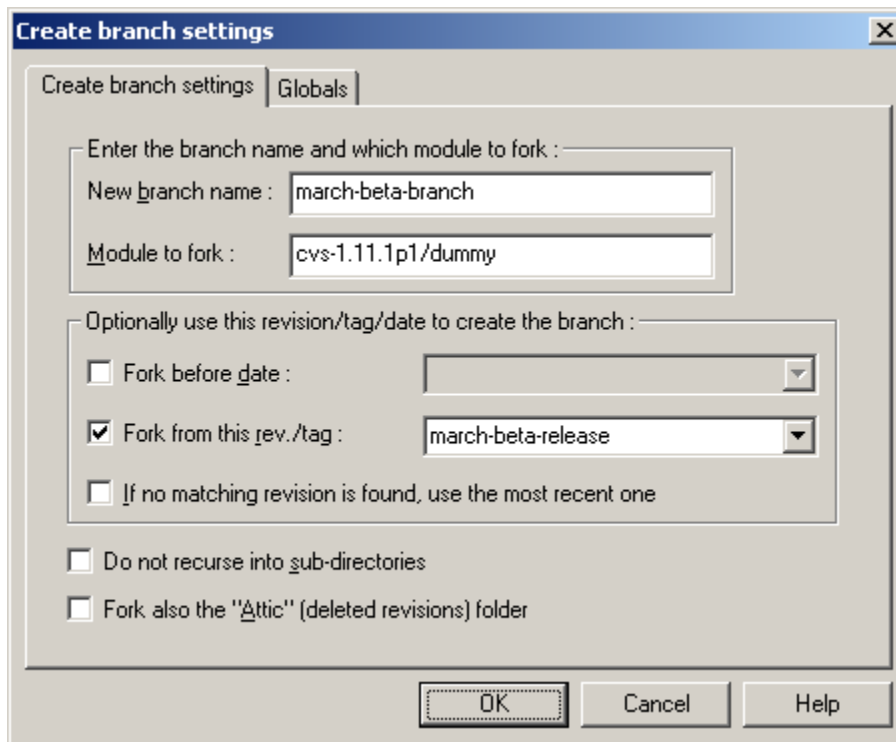 Create branch settings
Create branch settings Globals
Enter the branch name and which module to fork :
New branch name : march-beta-branch
Module to fork : cvs-1.11.1p1/dummy
Optionally use this revision/tag/date to create the branch :
Fork before date :
Fork from this rev./tag : march-beta-release
If no matching revision is found, use the most recent one
Do not recurse into sub-directories
Fork also the "Attic" (deleted revisions) folder
OK Cancel Help